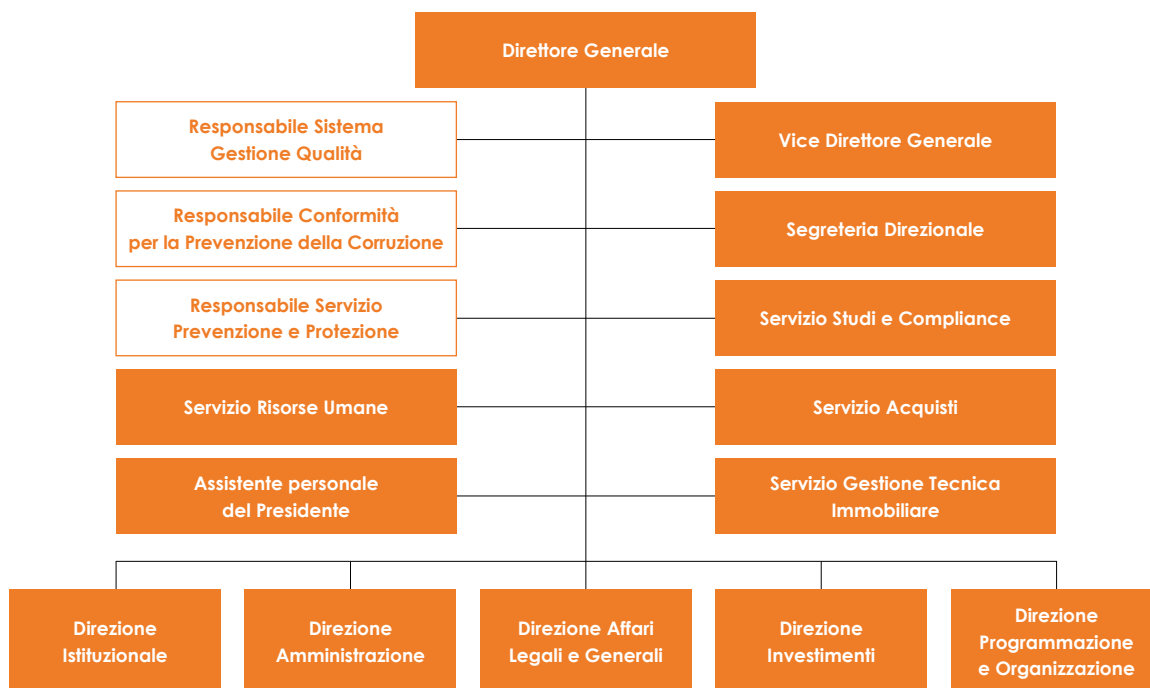 Direttore Generale
Responsabile Sistema
Gestione Qualità
Vice Direttore Generale
Responsabile Conformità
per la Prevenzione della Corruzione
Segreteria Direzionale
Responsabile Servizio
Prevenzione e Protezione
Servizio Studi e Compliance
Servizio Risorse Umane
Servizio Acquisti
Assistente personale
del Presidente
Servizio Gestione Tecnica
Immobiliare
Direzione
Istituzionale
Direzione
Amministrazione
Direzione Affari
Legali e Generali
Direzione
Investimenti
Direzione
Programmazione
e Organizzazione